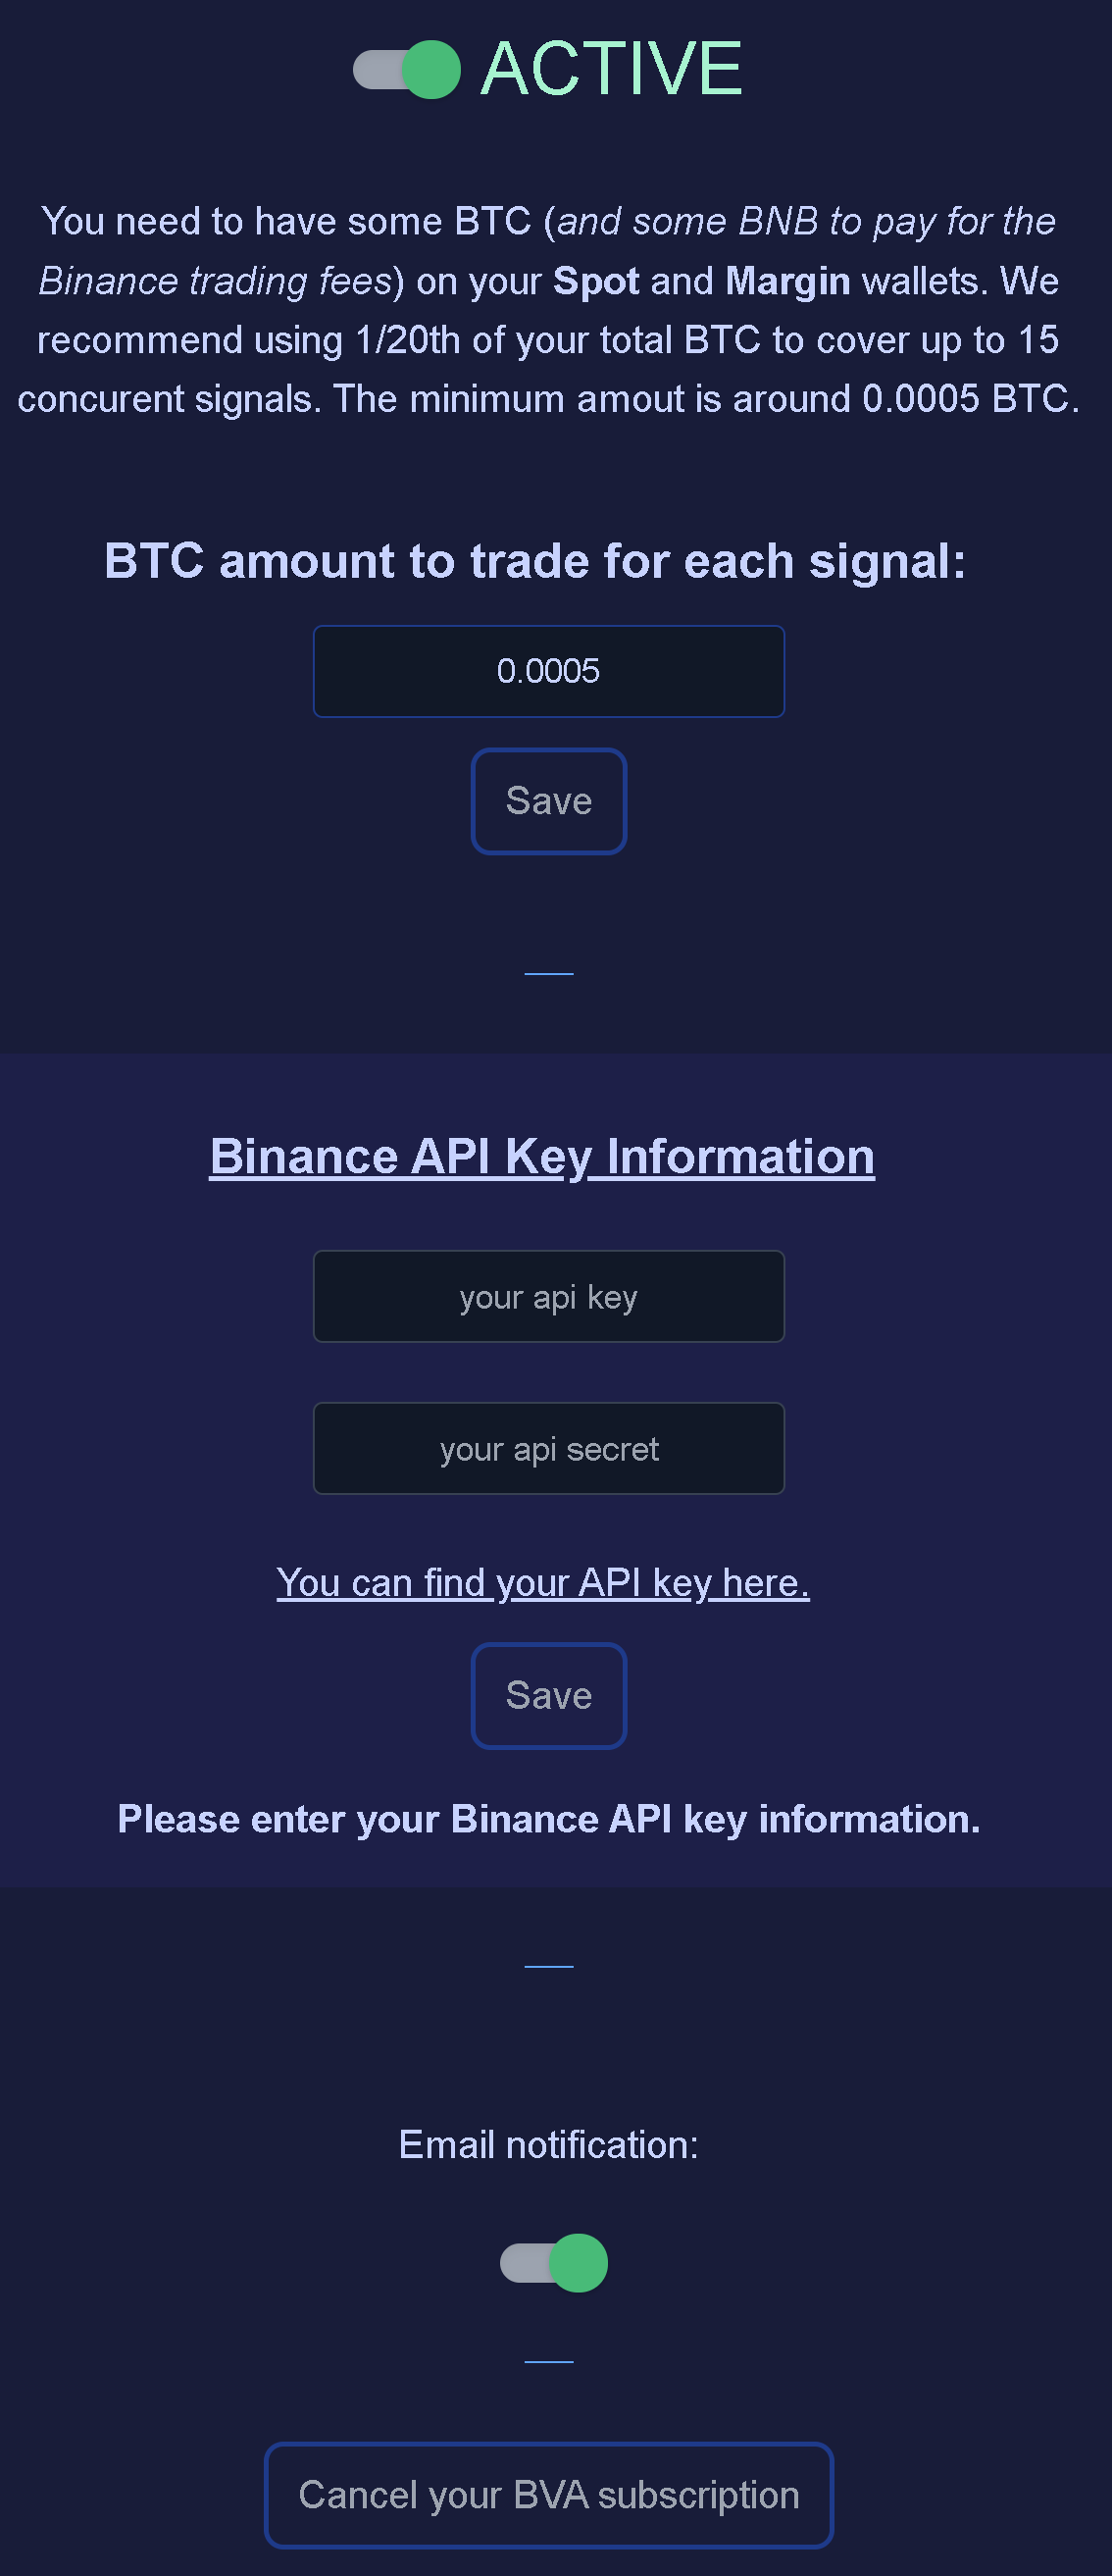 ACTIVE
You need to have some BTC (and some BNB to pay for the
Binance trading fees) on your Spot and Margin wallets. We
recommend using 1/20th of your total BTC to cover up to 15
concurent signals. The minimum amout is around 0.0005 BTC.
BTC amount to trade for each signal:
0.0005
Save
Binance API Key Information
your api key
your api secret
You can find your API key here.
Save
Please enter your Binance API key information.
Email notification:
Cancel your BVA subscription